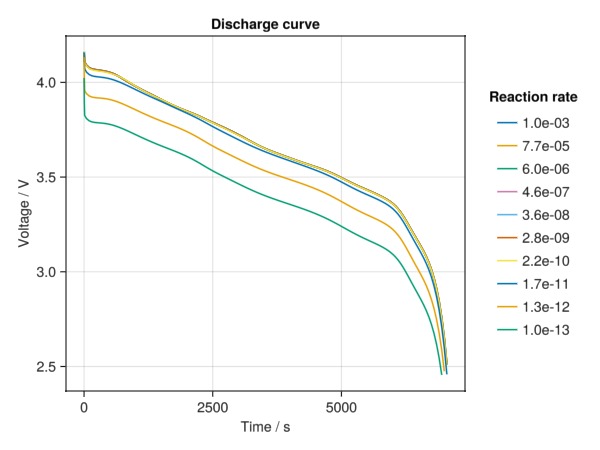 Discharge curve
Voltage / V
4.0
3.5
3.0
2.5
0
2500
5000
Time / s
Reaction rate
1.0e-03
7.7e-05
6.0e-06
4.6e-07
3.6e-08
2.8e-09
2.2e-10
1.7e-11
1.3e-12
1.0e-13